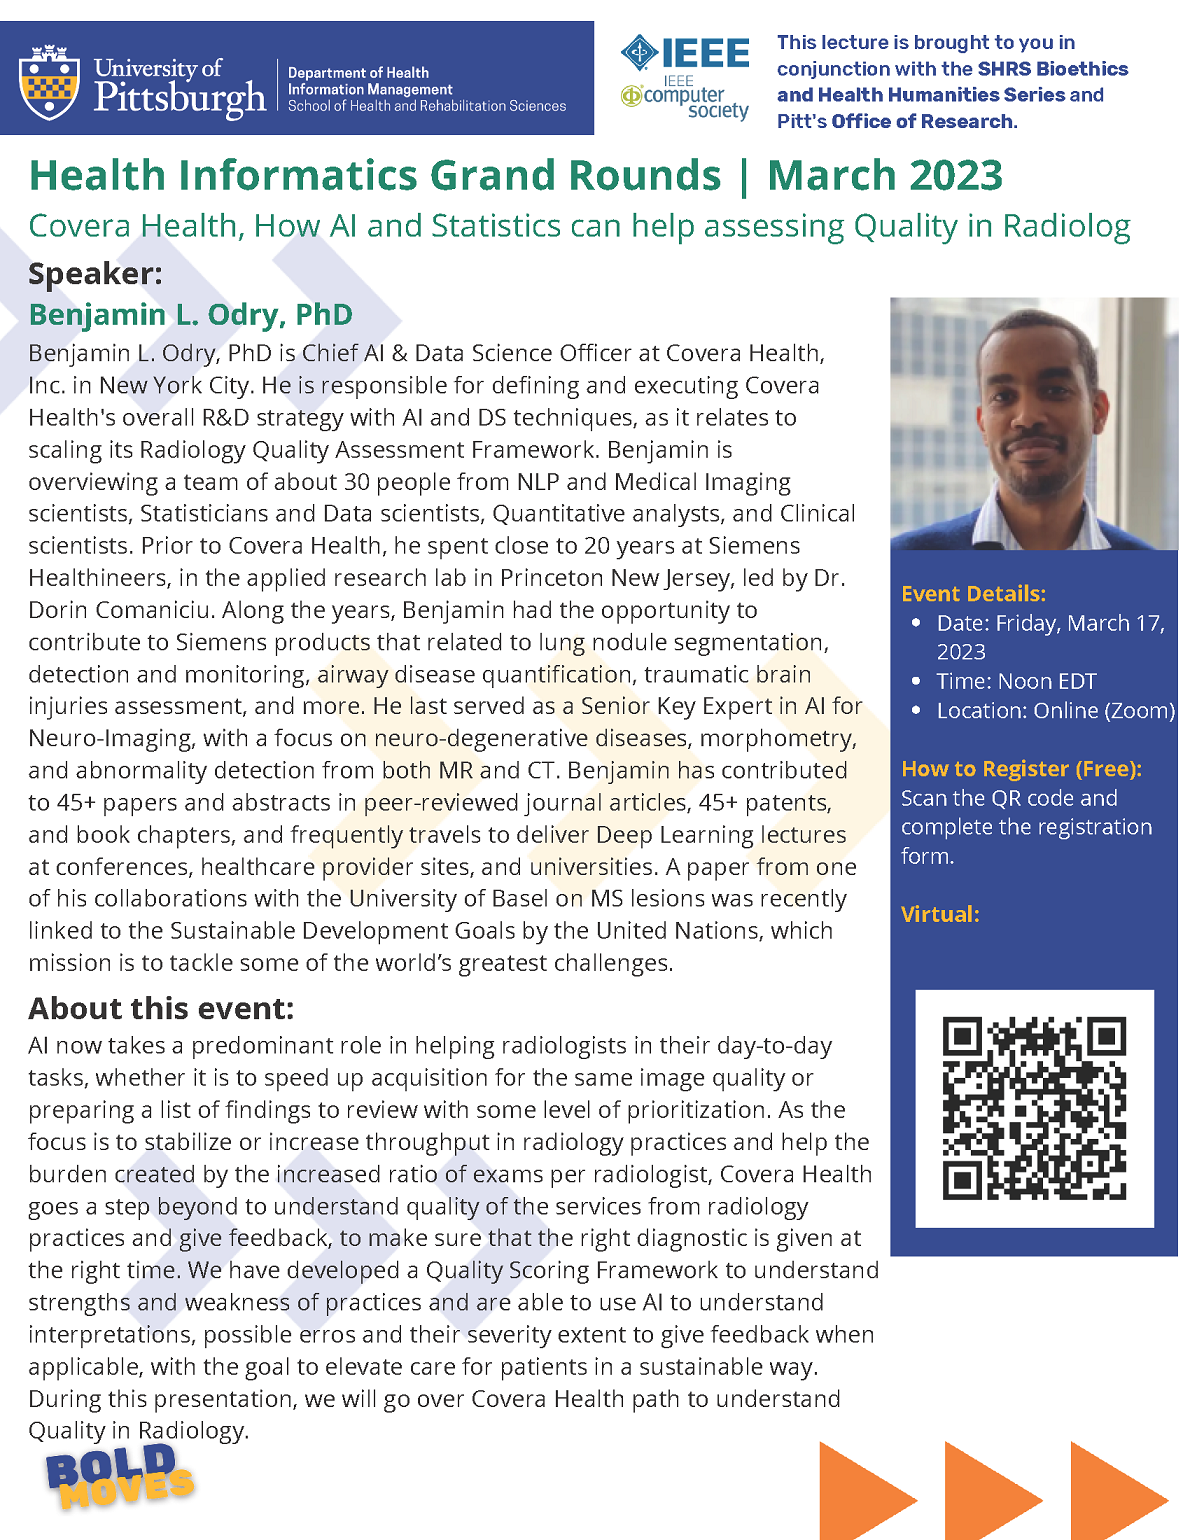 University of
Pittsburgh
Department of Health
Information Management
School of Health and Rehabilitation Sciences
IEEE
IEEE
computer
society
This lecture is brought to you in
conjunction with the SHRS Bioethics
and Health Humanities Series and
Pitt's Office of Research.
Health Informatics Grand Rounds | March 2023
Covera Health, How AI and Statistics can help assessing Quality in Radiolog
Speaker:
Benjamin L. Odry, PhD
Benjamin L. Odry, PhD is Chief AI & Data Science Officer at Covera Health,
Inc. in New York City. He is responsible for defining and executing Covera
Health's overall R&D strategy with AI and DS techniques, as it relates to
scaling its Radiology Quality Assessment Framework. Benjamin is
overviewing a team of about 30 people from NLP and Medical Imaging
scientists, Statisticians and Data scientists, Quantitative analysts, and Clinical
scientists. Prior to Covera Health, he spent close to 20 years at Siemens
Healthineers, in the applied research lab in Princeton New Jersey, led by Dr.
Dorin Comaniciu. Along the years, Benjamin had the opportunity to
contribute to Siemens products that related to lung nodule segmentation,
detection and monitoring, airway disease quantification, traumatic brain
injuries assessment, and more. He last served as a Senior Key Expert in AI for
Neuro-Imaging, with a focus on neuro-degenerative diseases, morphometry,
and abnormality detection from both MR and CT. Benjamin has contributed
to 45+ papers and abstracts in peer-reviewed journal articles, 45+ patents,
and book chapters, and frequently travels to deliver Deep Learning lectures
at conferences, healthcare provider sites, and universities. A paper from one
of his collaborations with the University of Basel on MS lesions was recently
linked to the Sustainable Development Goals by the United Nations, which
mission is to tackle some of the world’s greatest challenges.
About this event:
AI now takes a predominant role in helping radiologists in their day-to-day
tasks, whether it is to speed up acquisition for the same image quality or
preparing a list of findings to review with some level of prioritization. As the
focus is to stabilize or increase throughput in radiology practices and help the
burden created by the increased ratio of exams per radiologist, Covera Health
goes a step beyond to understand quality of the services from radiology
practices and give feedback, to make sure that the right diagnostic is given at
the right time. We have developed a Quality Scoring Framework to understand
strengths and weakness of practices and are able to use AI to understand
interpretations, possible erros and their severity extent to give feedback when
applicable, with the goal to elevate care for patients in a sustainable way.
During this presentation, we will go over Covera Health path to understand
Quality in Radiology.
Event Details:
• Date: Friday, March 17,
2023
• Time: Noon EDT
• Location: Online (Zoom)
How to Register (Free):
Scan the QR code and
complete the registration
form.
Virtual:
BOLD
MOVES